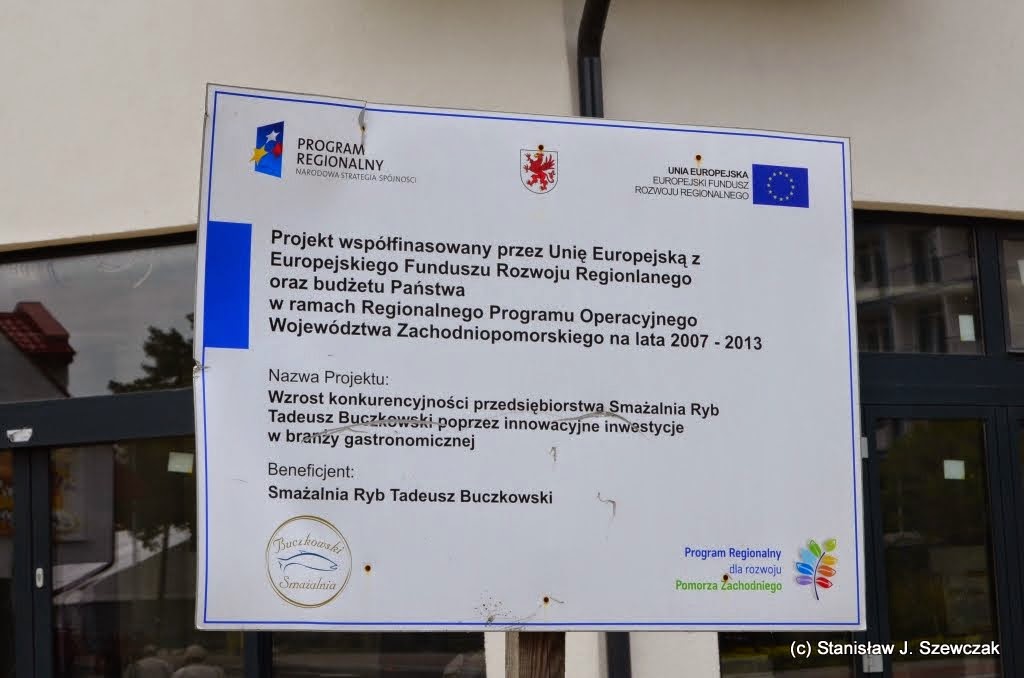 PROGRAM
REGIONALNY
NARODOWA STRATEGIA SPÓJNOŚCI
UNIA EUROPEJSKA
EUROPEJSKI FUNDUSZ
ROZWOJU REGIONALNEGO
Projekt współfinasowany przez Unię Europejską z
Europejskiego Funduszu Rozwoju Regionlanego
oraz budżetu Państwa
w ramach Regionalnego Programu Operacyjnego
Województwa Zachodniopomorskiego na lata 2007 - 2013
Nazwa Projektu:
Wzrost konkurencyjności przedsiębiorstwa Smażalnia Ryb
Tadeusz Buczkowski poprzez innowacyjne inwestycje
w branży gastronomicznej
Beneficjent:
Smażalnia Ryb Tadeusz Buczkowski
Buczkowski
Smażalnia
Program Regionalny
dla rozwoju
Pomorza Zachodniego
(c) Stanisław J. Szewczak